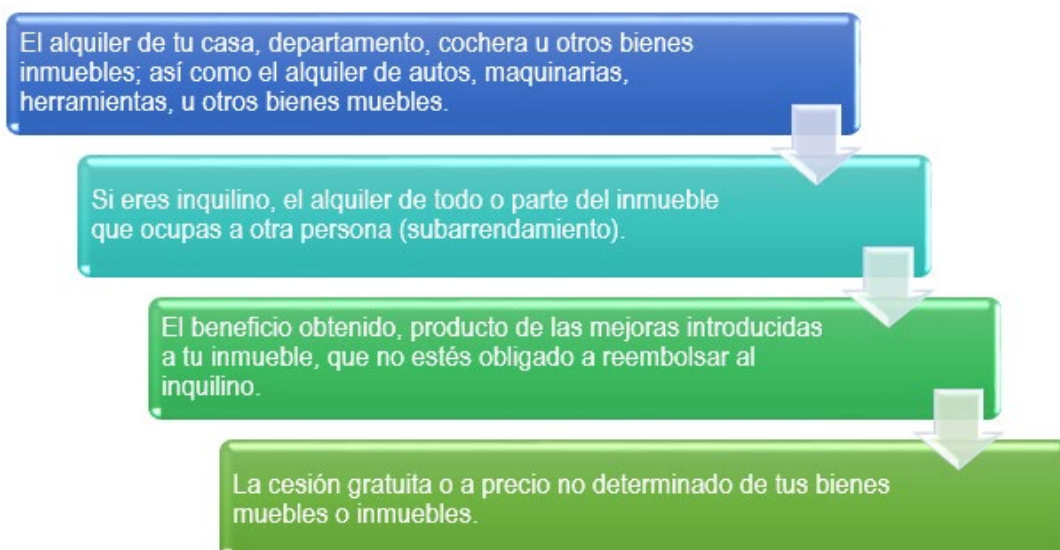 El alquiler de tu casa, departamento, cochera u otros bienes
inmuebles; así como el alquiler de autos, maquinarias,
herramientas, u otros bienes muebles.
Si eres inquilino, el alquiler de todo o parte del inmueble
que ocupas a otra persona (subarrendamiento).
El beneficio obtenido, producto de las mejoras introducidas
a tu inmueble, que no estés obligado a reembolsar al
inquilino.
La cesión gratuita o a precio no determinado de tus bienes
muebles o inmuebles.